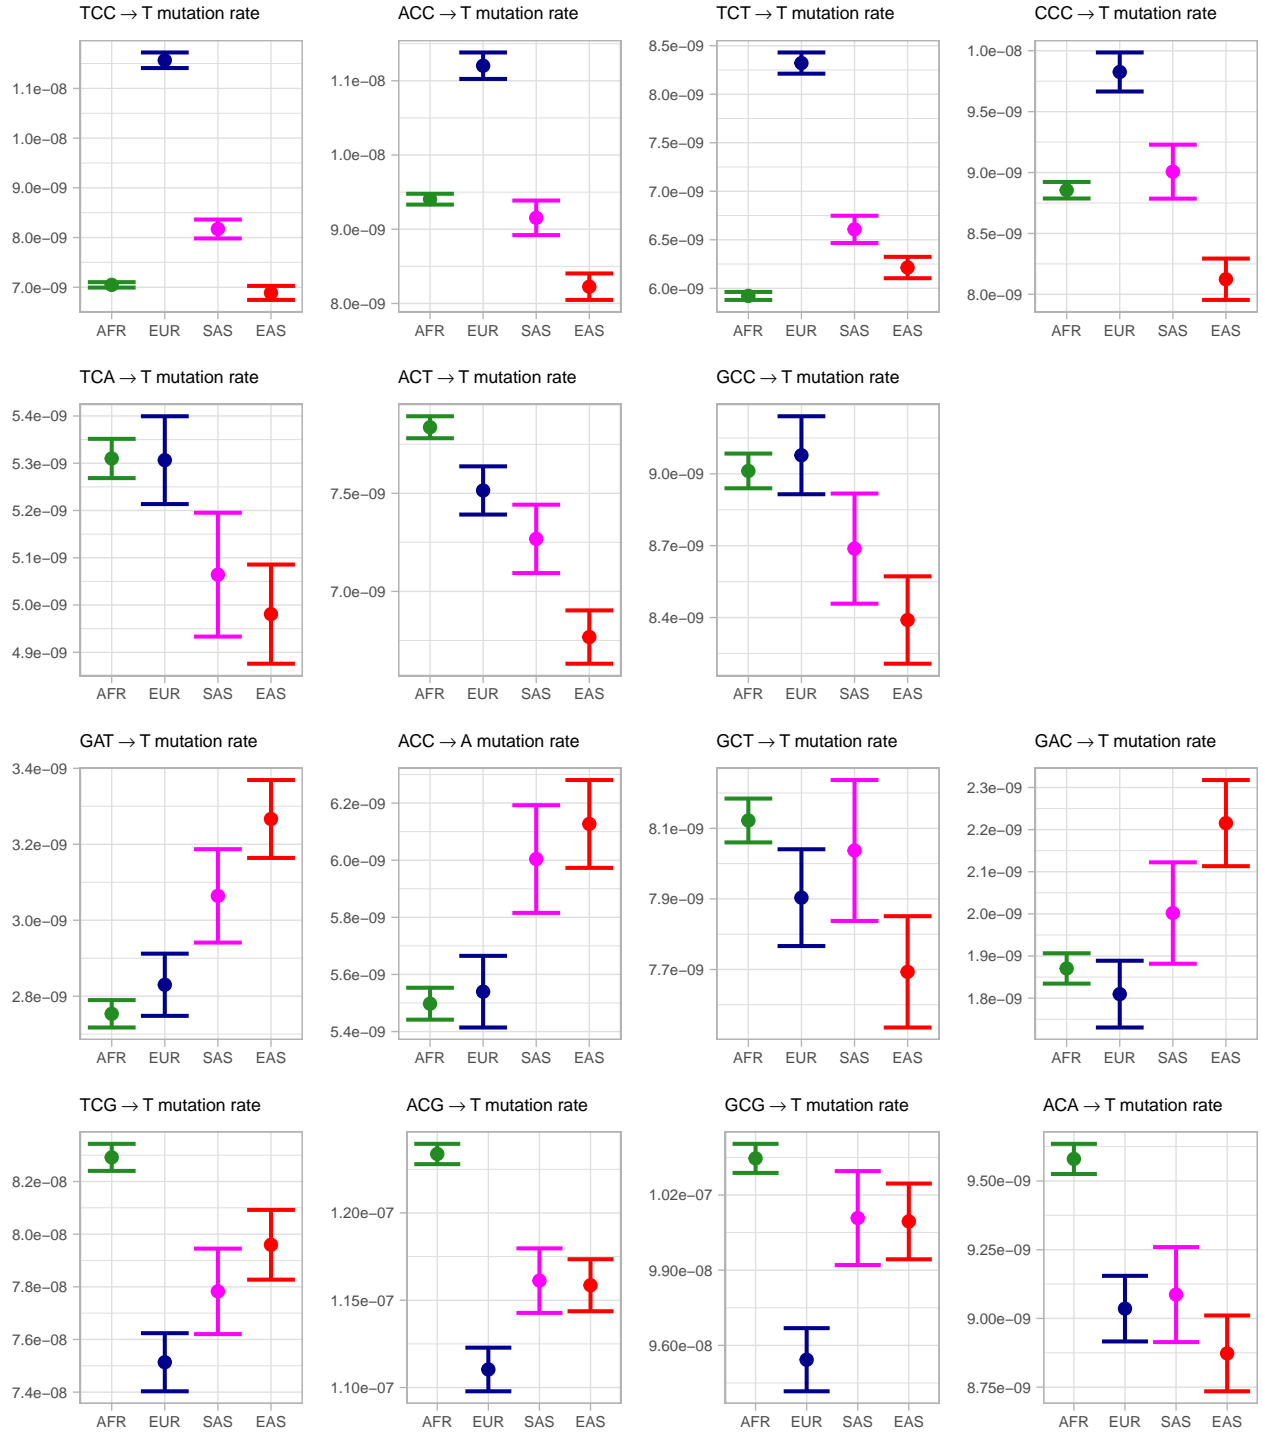 TCC → T mutation rate
ACC → T mutation rate
TCT → T mutation rate
CCC → T mutation rate
1.1e−08
1.0e−08
9.0e−09
8.0e−09
7.0e−09
AFR EUR SAS EAS
1.1e−08
1.0e−08
9.0e−09
8.0e−09
AFR EUR SAS EAS
8.5e−09
8.0e−09
7.5e−09
7.0e−09
6.5e−09
6.0e−09
AFR EUR SAS EAS
1.0e−08
9.5e−09
9.0e−09
8.5e−09
8.0e−09
AFR EUR SAS EAS
TCA → T mutation rate
ACT → T mutation rate
GCC → T mutation rate
5.4e−09
5.3e−09
5.2e−09
5.1e−09
5.0e−09
4.9e−09
AFR EUR SAS EAS
7.5e−09
7.0e−09
AFR EUR SAS EAS
9.0e−09
8.7e−09
8.4e−09
AFR EUR SAS EAS
GAT → T mutation rate
ACC → A mutation rate
GCT → T mutation rate
GAC → T mutation rate
3.4e−09
3.2e−09
3.0e−09
2.8e−09
AFR EUR SAS EAS
6.2e−09
6.0e−09
5.8e−09
5.6e−09
5.4e−09
AFR EUR SAS EAS
8.1e−09
7.9e−09
7.7e−09
AFR EUR SAS EAS
2.3e−09
2.2e−09
2.1e−09
2.0e−09
1.9e−09
1.8e−09
AFR EUR SAS EAS
TCG → T mutation rate
ACG → T mutation rate
GCG → T mutation rate
ACA → T mutation rate
8.2e−08
8.0e−08
7.8e−08
7.6e−08
7.4e−08
AFR EUR SAS EAS
1.20e−07
1.15e−07
1.10e−07
AFR EUR SAS EAS
1.02e−07
9.90e−08
9.60e−08
AFR EUR SAS EAS
9.50e−09
9.25e−09
9.00e−09
8.75e−09
AFR EUR SAS EAS